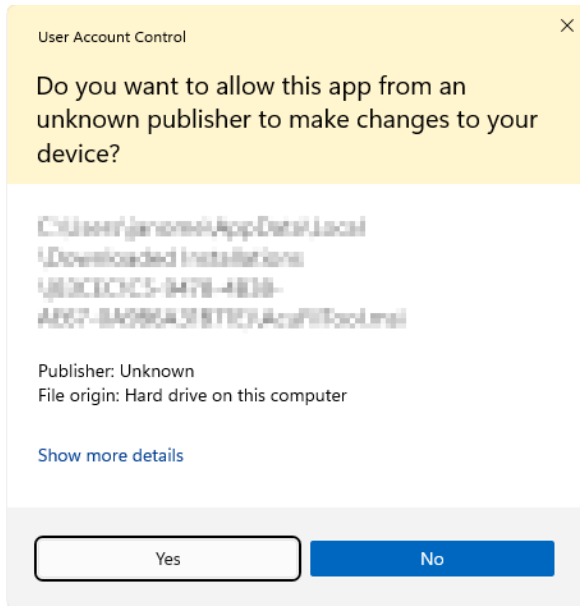 User Account Control
Do you want to allow this app from an
unknown publisher to make changes to your
device?
Publisher: Unknown
File origin: Hard drive on this computer
Show more details
Yes
No